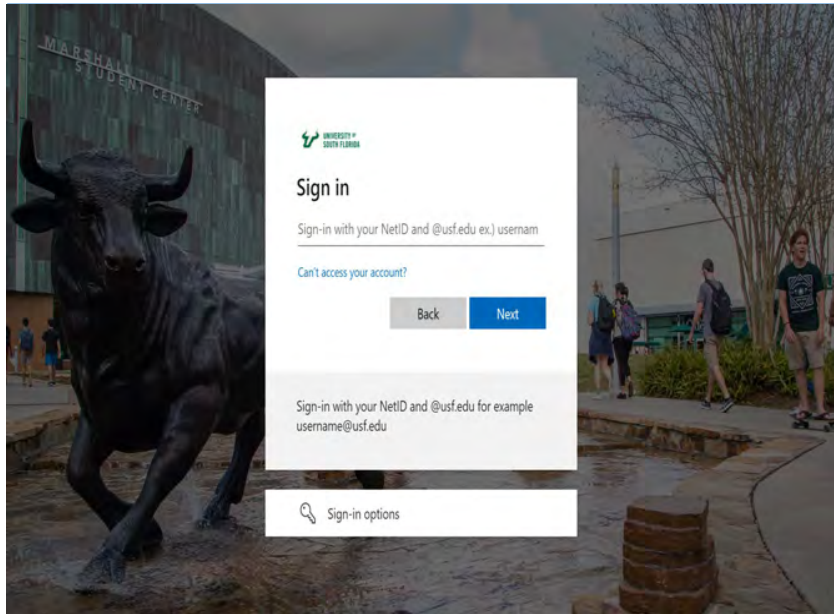 MARSHALL
STUDENT CENTER
UNIVERSITY of
SOUTH FLORIDA
Sign in
Sign-in with your NetID and @usf.edu ex.) usernam
Can't access your account?
Back
Next
Sign-in with your NetID and @usf.edu for example
username@usf.edu
Sign-in options